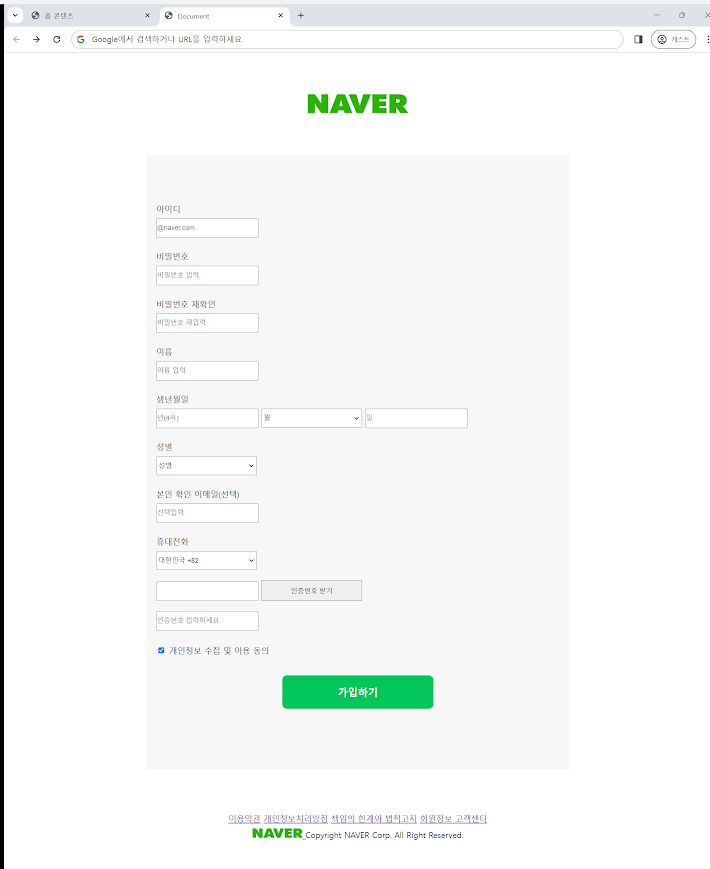 홈 콘텐츠
Document
Google에서 검색하거나 URL을 입력하세요.
게스트
NAVER
아이디
@naver.com
비밀번호
비밀번호 입력
비밀번호 재확인
비밀번호 재입력
이름
이름 입력
생년월일
년(4자) 월 일
성별
성별
본인 확인 이메일(선택)
선택입력
휴대전화
대한민국 +82
인증번호 받기
인증번호 입력하세요
개인정보 수집 및 이용 동의
가입하기
이용약관 개인정보처리방침 책임의 한계와 법적고지 회원정보 고객센터
NAVER Copyright NAVER Corp. All Right Reserved.